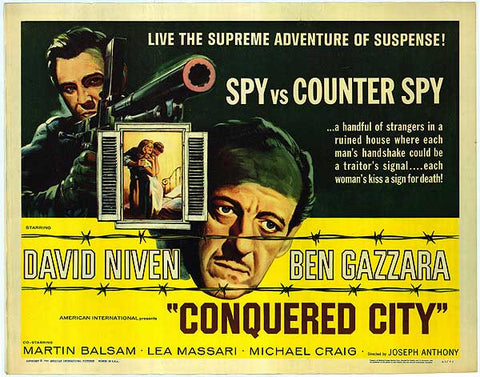 LIVE THE SUPREME ADVENTURE OF SUSPENSE!
SPY vs COUNTER SPY
...a handful of strangers in a
ruined house where each
man's handshake could be
a traitor's signal....each
woman's kiss a sign for death!
STARRING
DAVID NIVEN
BEN GAZZARA
AMERICAN INTERNATIONAL presents
"CONQUERED CITY"
CO-STARRING
MARTIN BALSAM · LEA MASSARI · MICHAEL CRAIG
Directed by JOSEPH ANTHONY